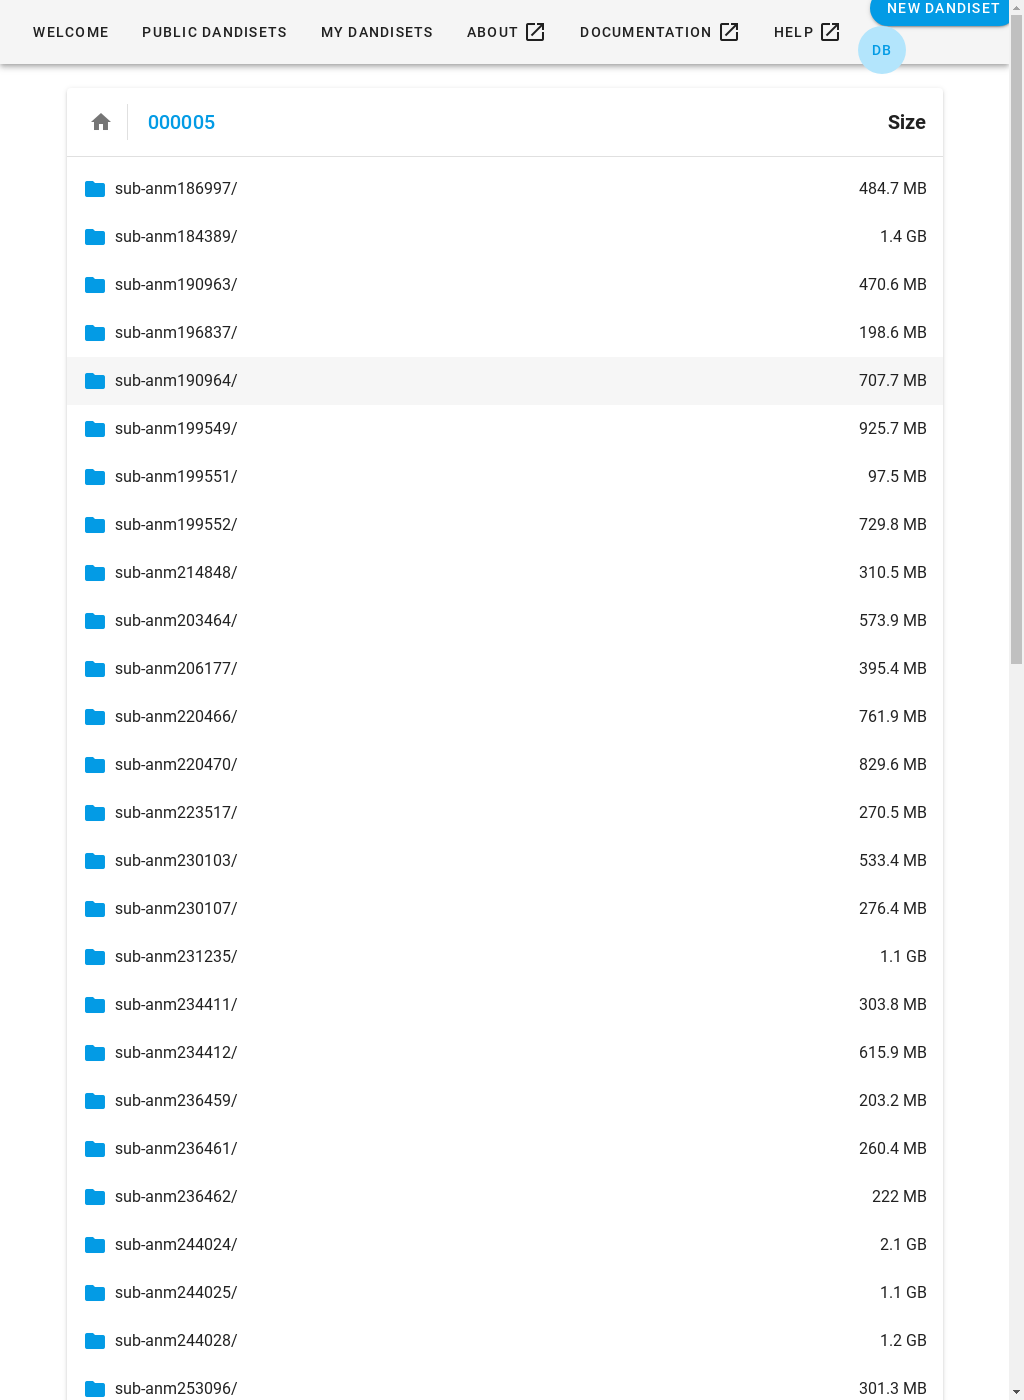 WELCOME PUBLIC DANDISETS MY DANDISETS ABOUT DOCUMENTATION HELP NEW DANDISET
DB
000005 Size
sub-anm186997/ 484.7 MB
sub-anm184389/ 1.4 GB
sub-anm190963/ 470.6 MB
sub-anm196837/ 198.6 MB
sub-anm190964/ 707.7 MB
sub-anm199549/ 925.7 MB
sub-anm199551/ 97.5 MB
sub-anm199552/ 729.8 MB
sub-anm214848/ 310.5 MB
sub-anm203464/ 573.9 MB
sub-anm206177/ 395.4 MB
sub-anm220466/ 761.9 MB
sub-anm220470/ 829.6 MB
sub-anm223517/ 270.5 MB
sub-anm230103/ 533.4 MB
sub-anm230107/ 276.4 MB
sub-anm231235/ 1.1 GB
sub-anm234411/ 303.8 MB
sub-anm234412/ 615.9 MB
sub-anm236459/ 203.2 MB
sub-anm236461/ 260.4 MB
sub-anm236462/ 222 MB
sub-anm244024/ 2.1 GB
sub-anm244025/ 1.1 GB
sub-anm244028/ 1.2 GB
sub-anm253096/ 301.3 MB